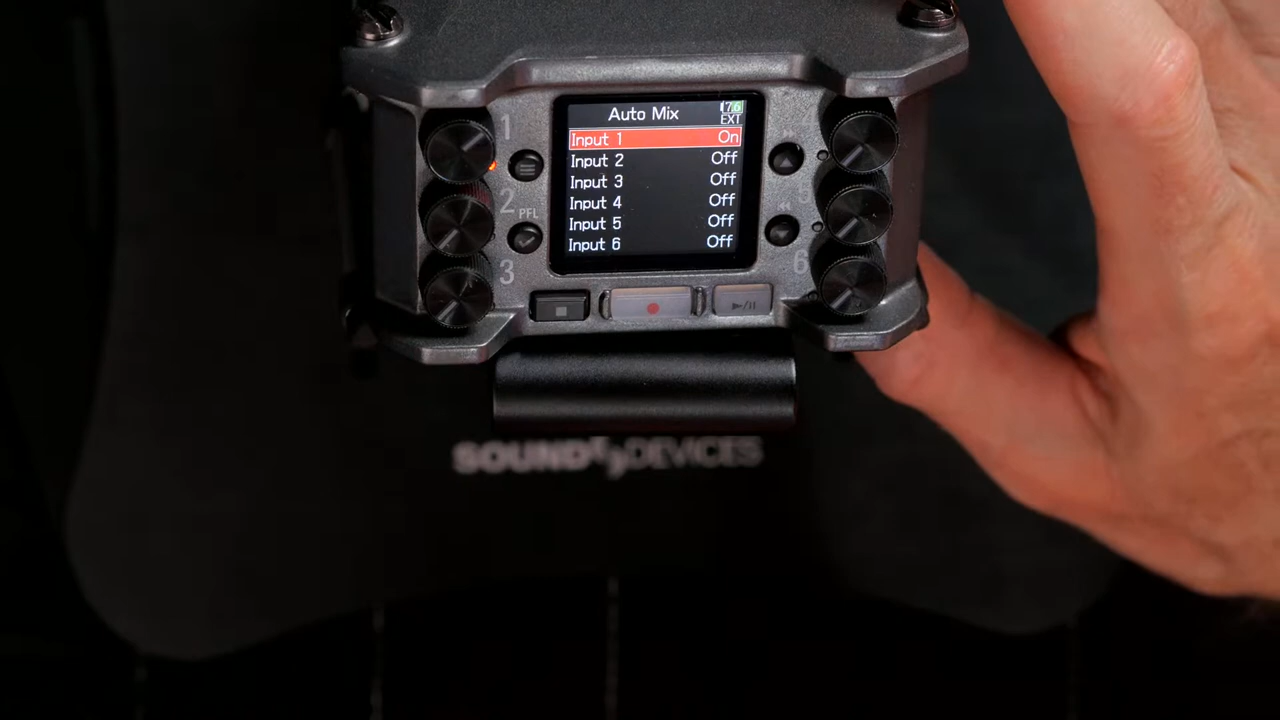 Auto Mix 76
EXT
Input 1 On
Input 2 Off
Input 3 Off
Input 4 Off
Input 5 Off
Input 6 Off
1
2
PFL
3
6
SOUND DEVICES